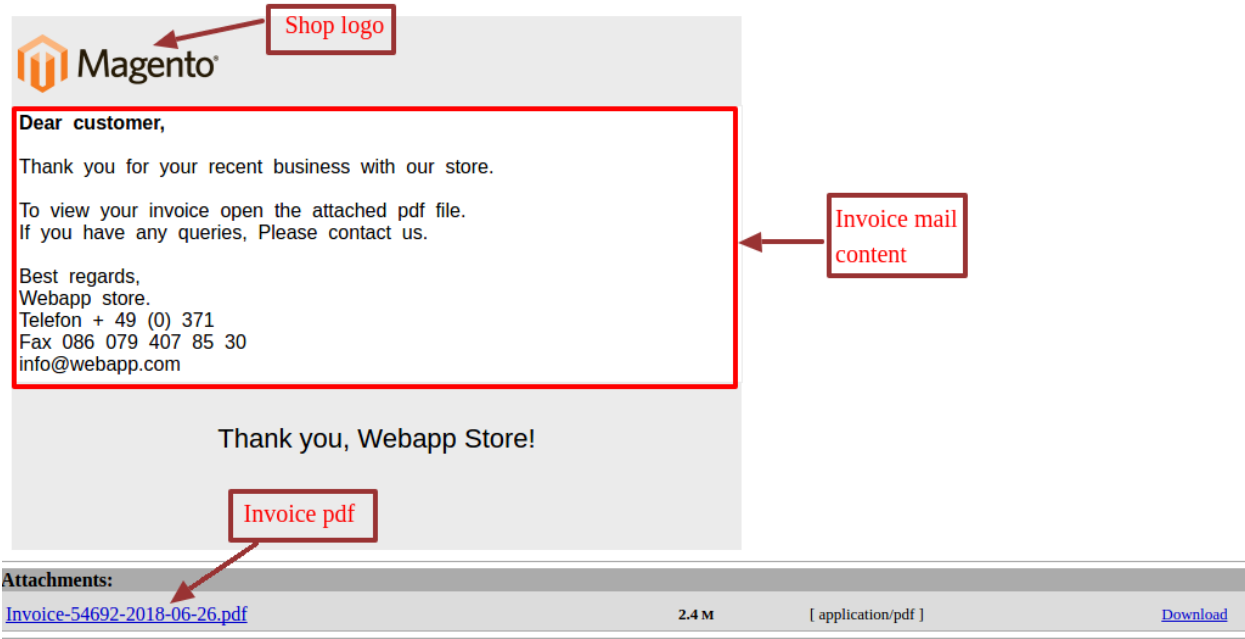 Shop logo
Magento®
Dear customer,
Thank you for your recent business with our store.
To view your invoice open the attached pdf file.
If you have any queries, Please contact us.
Invoice mail
content
Best regards,
Webapp store.
Telefon + 49 (0) 371
Fax 086 079 407 85 30
info@webapp.com
Thank you, Webapp Store!
Invoice pdf
Attachments:
Invoice-54692-2018-06-26.pdf 2.4 M [ application/pdf ] Download